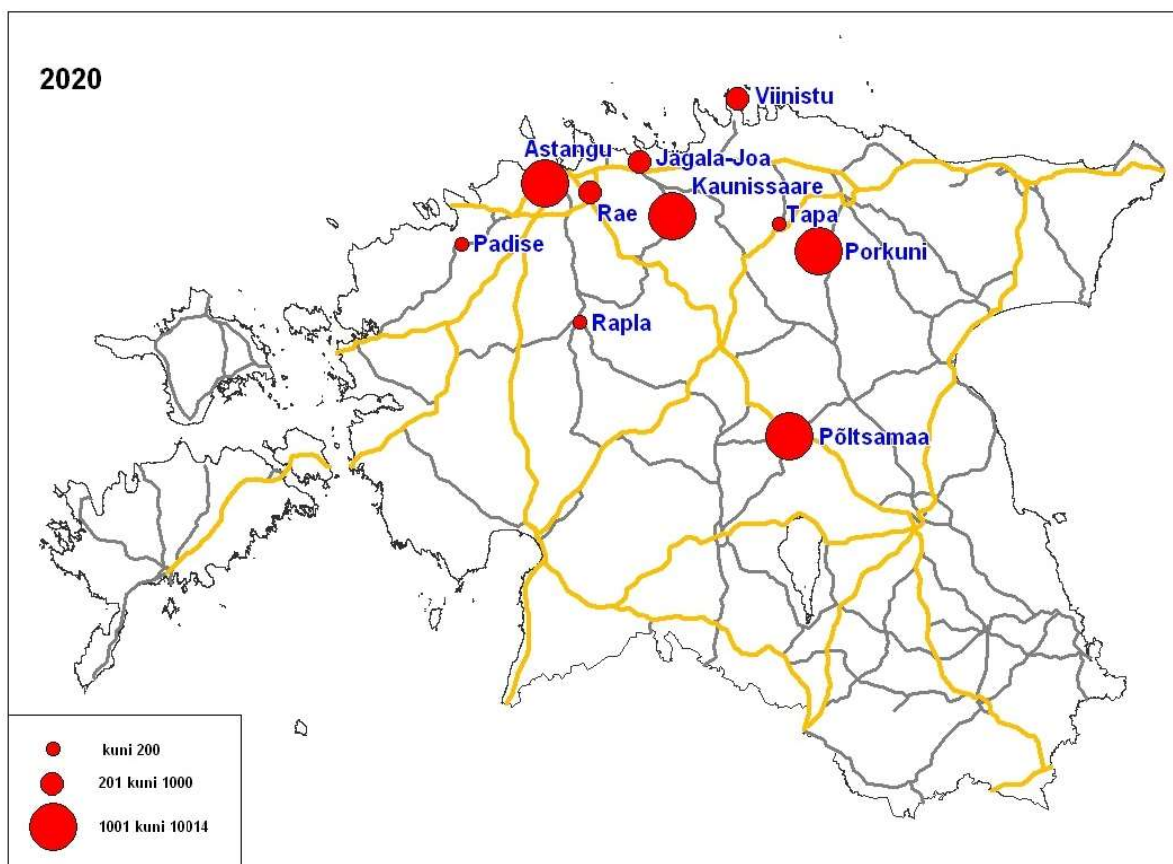 2020
Viinistu
Astangu
Jägala-Joa
Kaunissaare
Rae
Tapa
Padise
Porkuni
Rapla
Põltsamaa
kuni 200
201 kuni 1000
1001 kuni 10014